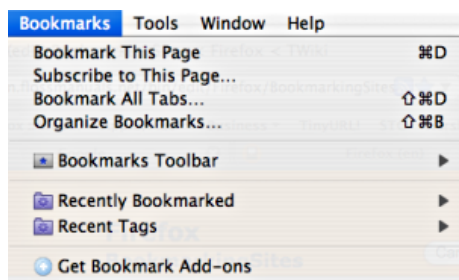 Bookmarks Tools Window Help
Bookmark This Page ⌘D
Subscribe to This Page...
Bookmark All Tabs... ⇧⌘D
Organize Bookmarks... ⇧⌘B
Bookmarks Toolbar
Recently Bookmarked
Recent Tags
Get Bookmark Add-ons